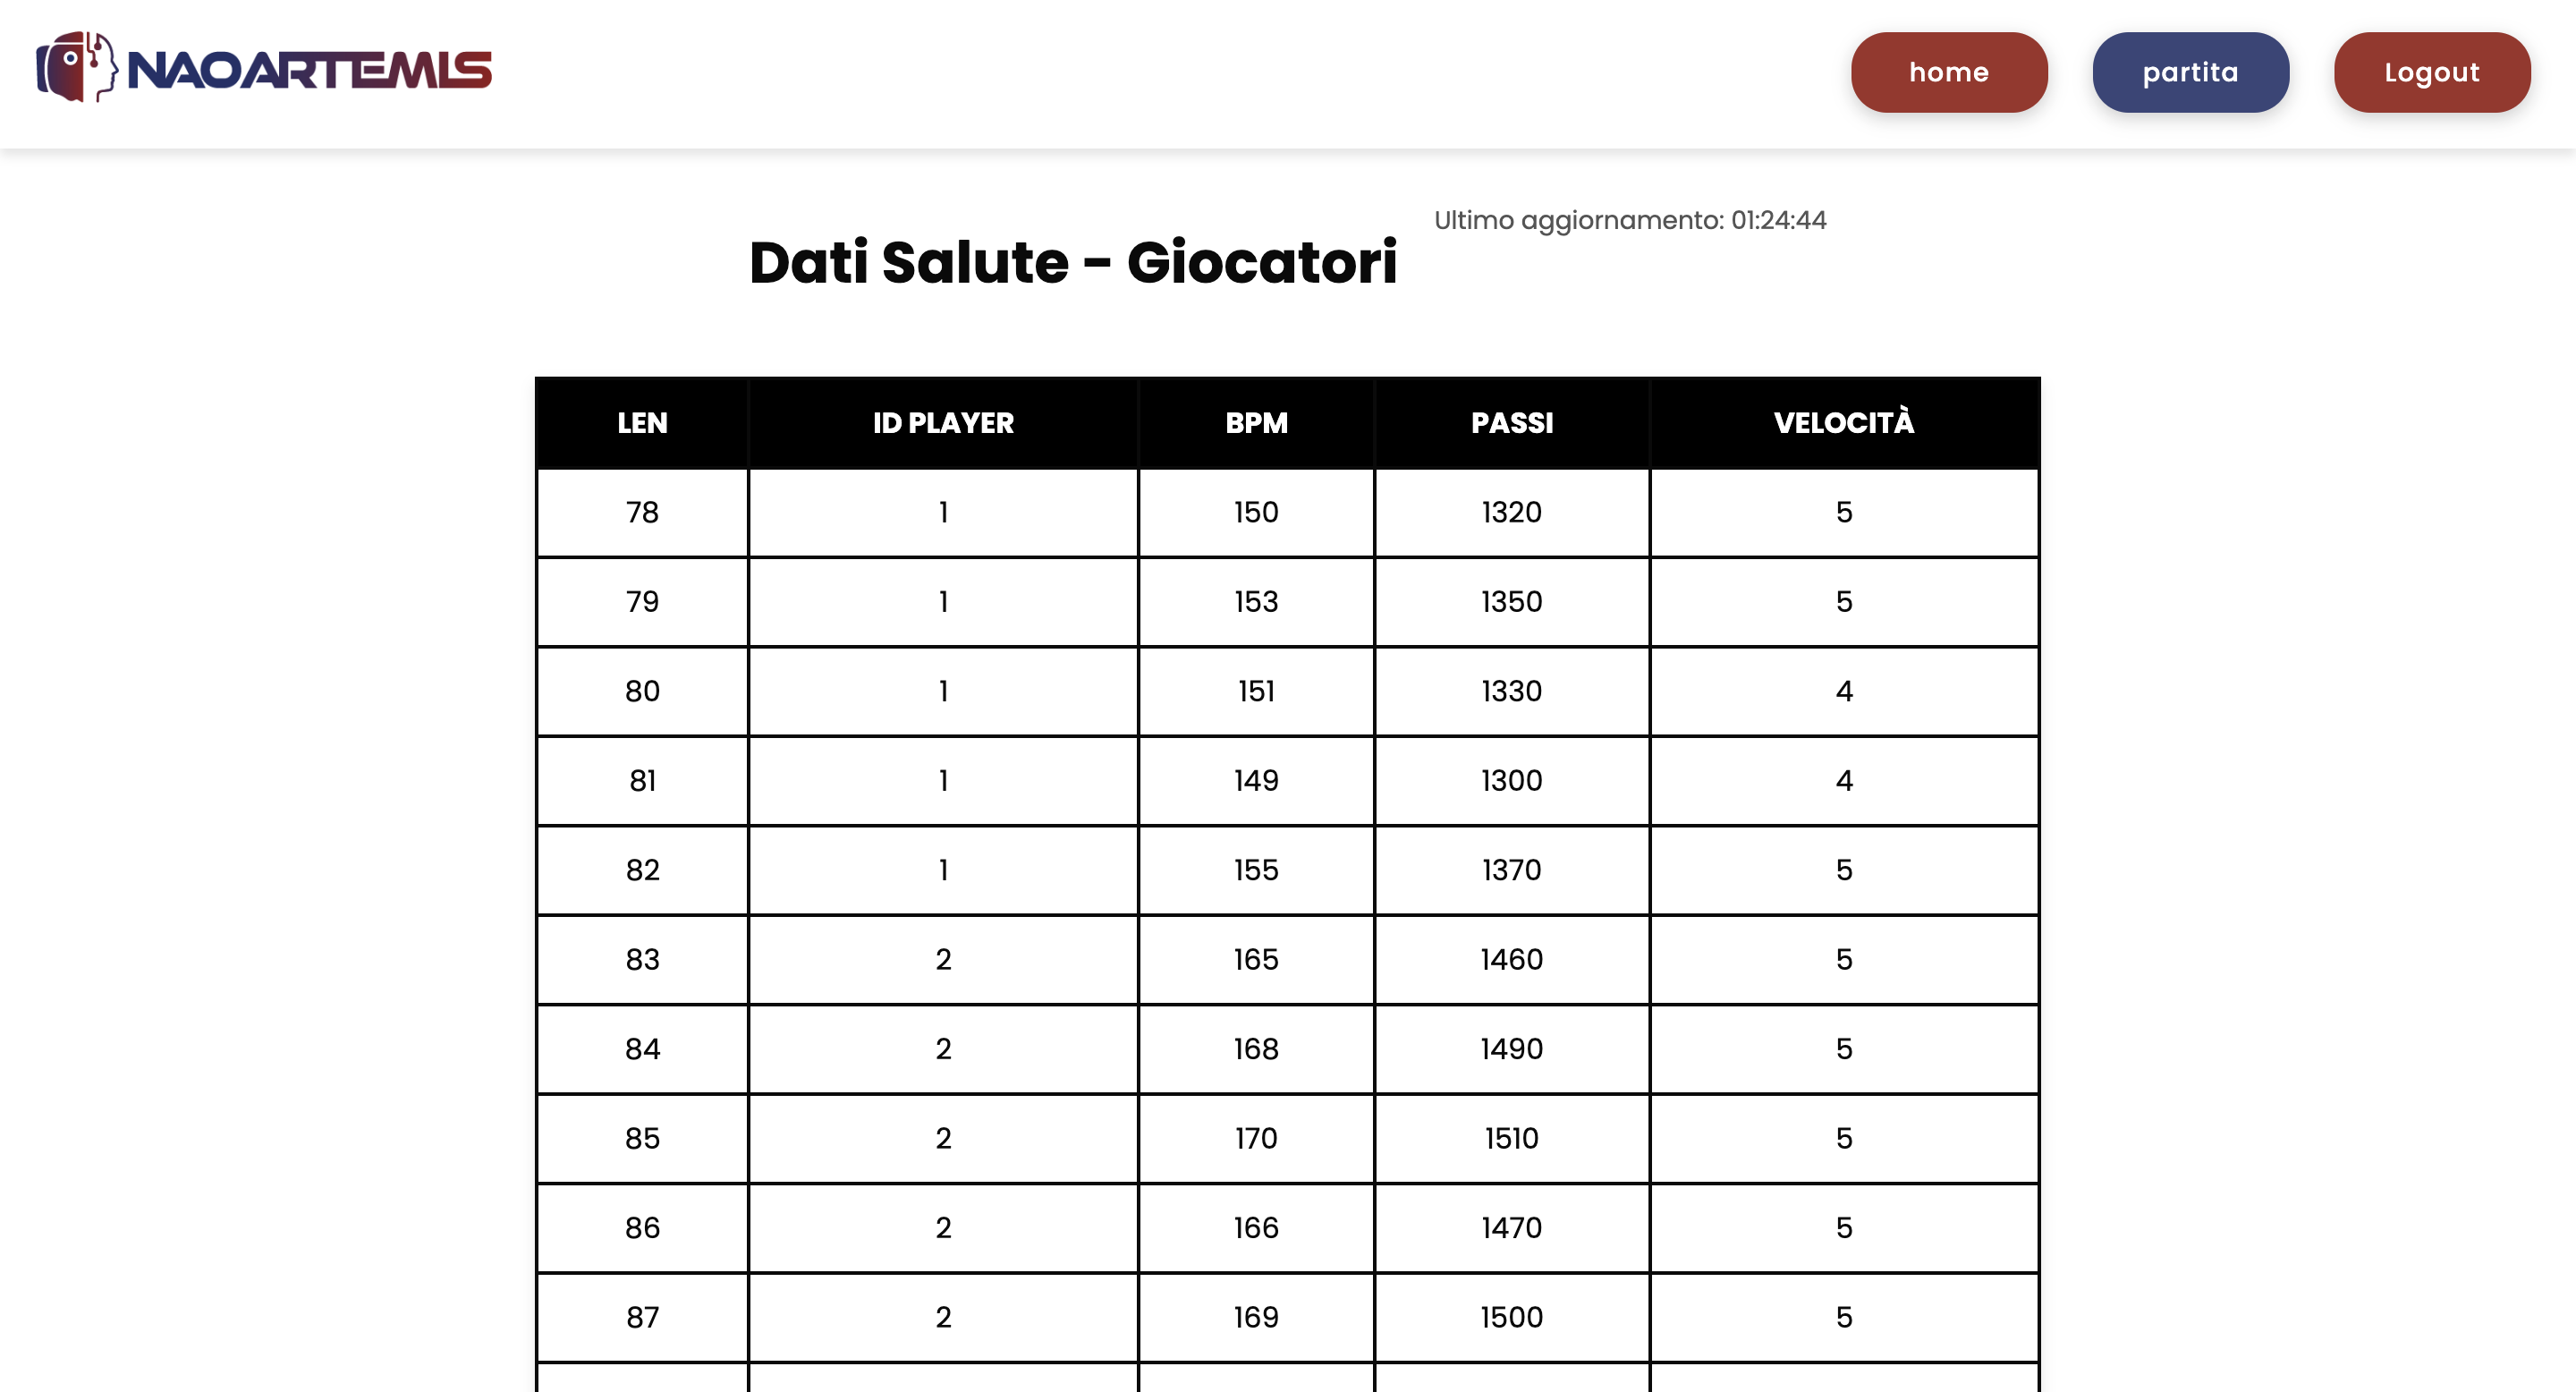 NAOARTEMIS
home partita Logout
Ultimo aggiornamento: 01:24:44
Dati Salute - Giocatori
LEN ID PLAYER BPM PASSI VELOCITÀ
78 1 150 1320 5
79 1 153 1350 5
80 1 151 1330 4
81 1 149 1300 4
82 1 155 1370 5
83 2 165 1460 5
84 2 168 1490 5
85 2 170 1510 5
86 2 166 1470 5
87 2 169 1500 5